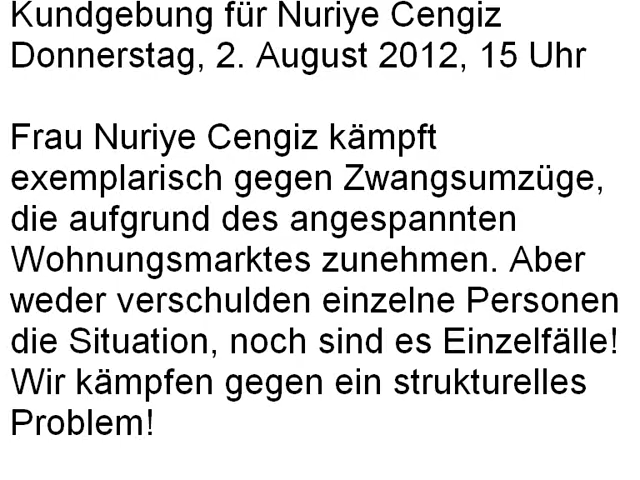 Kundgebung für Nuriye Cengiz
Donnerstag, 2. August 2012, 15 Uhr
Frau Nuriye Cengiz kämpft
exemplarisch gegen Zwangsumzüge,
die aufgrund des angespannten
Wohnungsmarktes zunehmen. Aber
weder verschulden einzelne Personen
die Situation, noch sind es Einzelfälle!
Wir kämpfen gegen ein strukturelles
Problem!